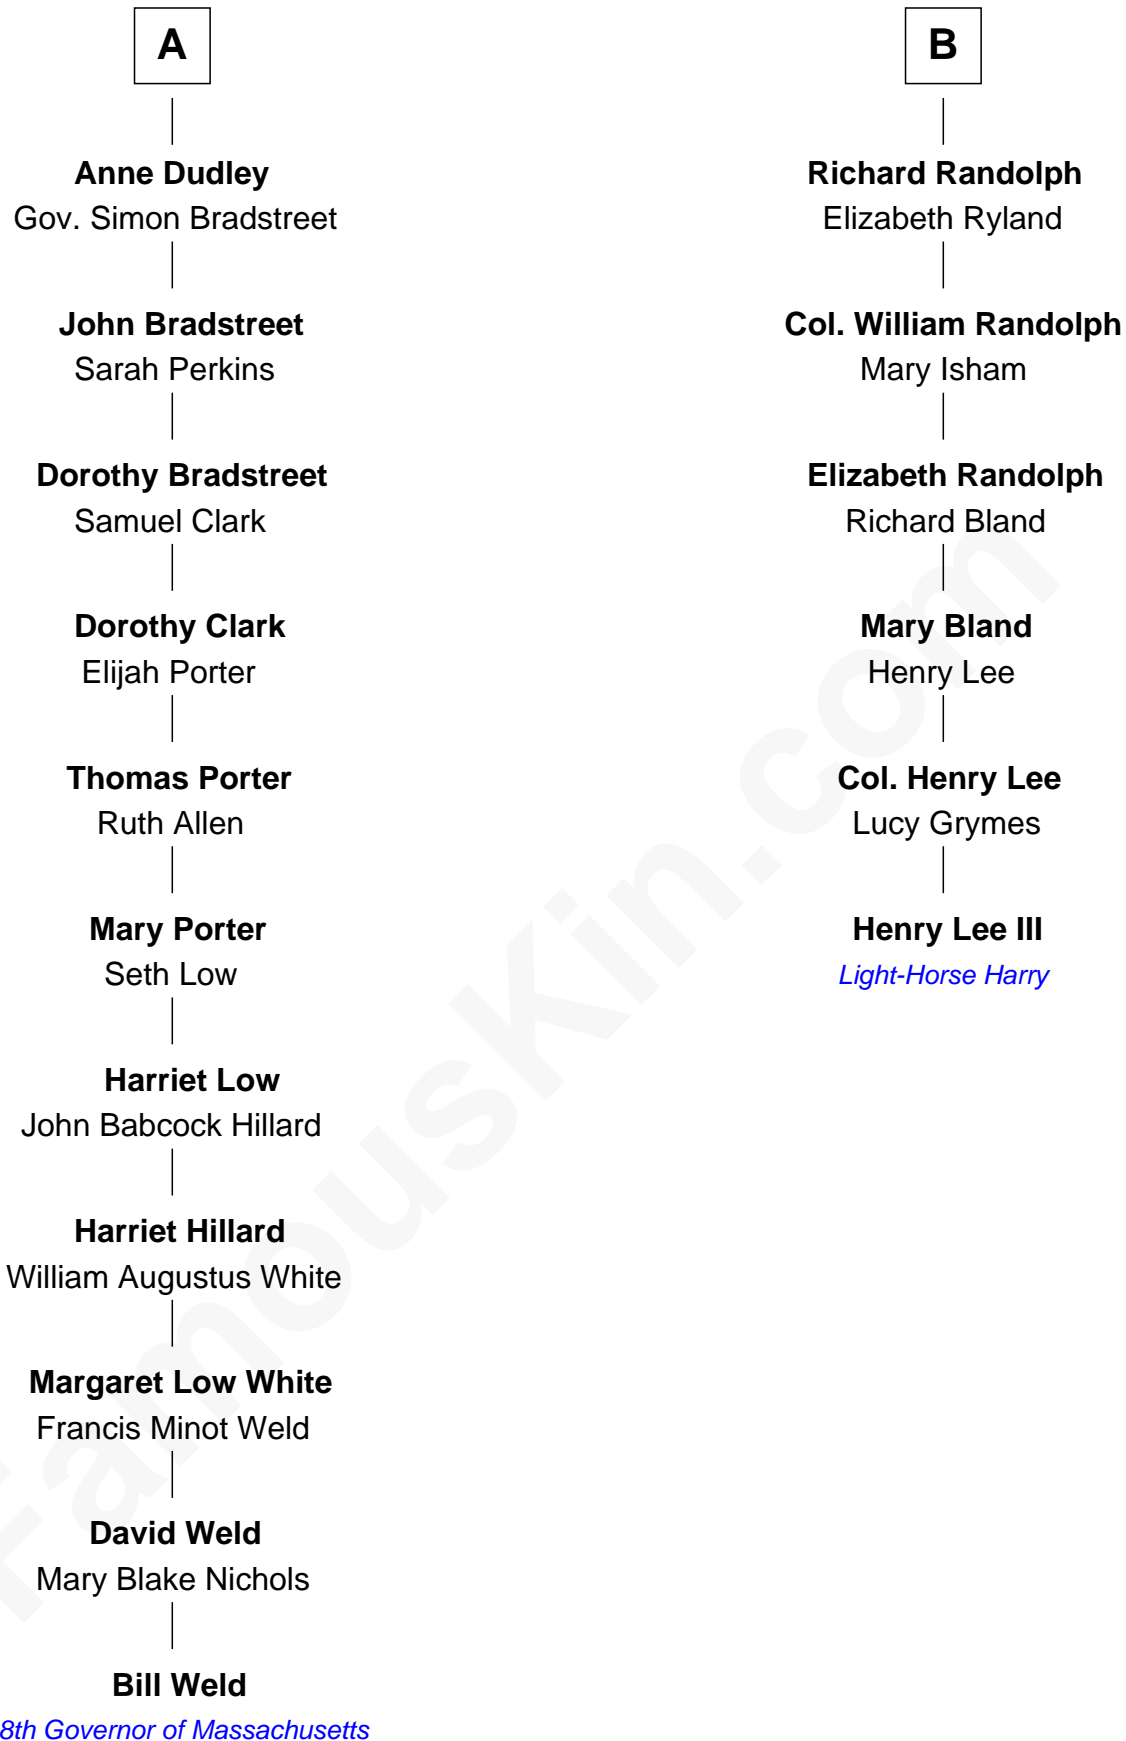 A
Anne Dudley
Gov. Simon Bradstreet
John Bradstreet
Sarah Perkins
Dorothy Bradstreet
Samuel Clark
Dorothy Clark
Elijah Porter
Thomas Porter
Ruth Allen
Mary Porter
Seth Low
Harriet Low
John Babcock Hillard
Harriet Hillard
William Augustus White
Margaret Low White
Francis Minot Weld
David Weld
Mary Blake Nichols
Bill Weld
8th Governor of Massachusetts
B
Richard Randolph
Elizabeth Ryland
Col. William Randolph
Mary Isham
Elizabeth Randolph
Richard Bland
Mary Bland
Henry Lee
Col. Henry Lee
Lucy Grymes
Henry Lee III
Light-Horse Harry
FamousKin.com